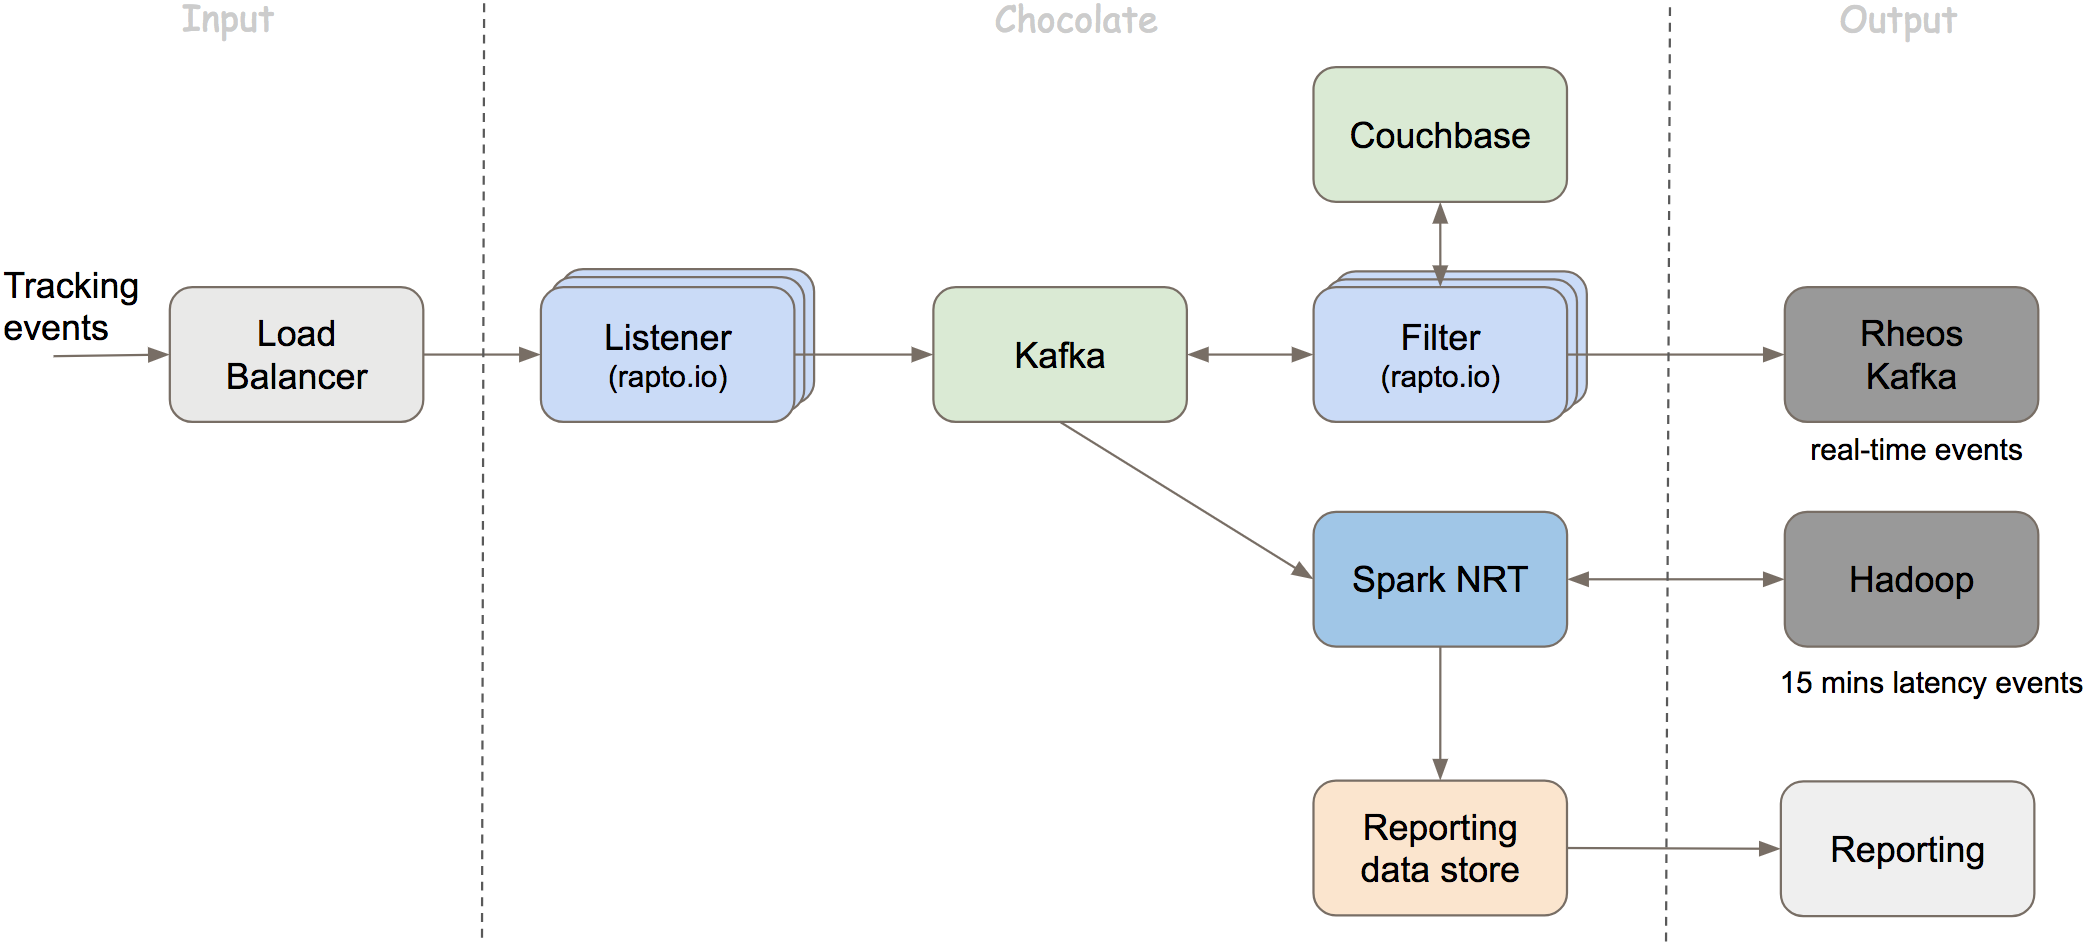 Input
Chocolate
Output
Couchbase
Tracking
events
Load
Balancer
Listener
(rapto.io)
Kafka
Filter
(rapto.io)
Rheos
Kafka
real-time events
Spark NRT
Hadoop
15 mins latency events
Reporting
data store
Reporting